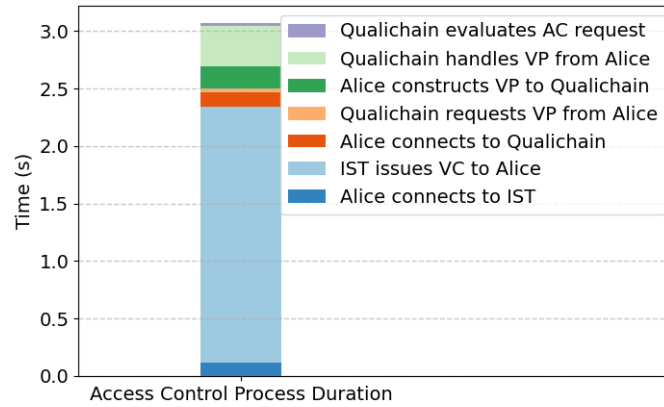 Qualichain evaluates AC request
Qualichain handles VP from Alice
Alice constructs VP to Qualichain
Qualichain requests VP from Alice
Alice connects to Qualichain
IST issues VC to Alice
Alice connects to IST
Time (s)
3.0
2.5
2.0
1.5
1.0
0.5
0.0
Access Control Process Duration